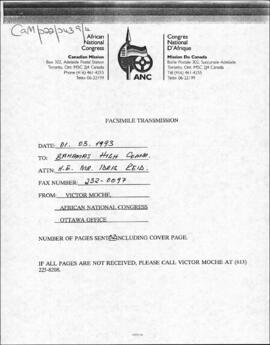 African
National
Congress
Canadian Mission
Box 302, Adelaide Postal Station
Toronto, Ont. M5C 2J4 Canada
Phone (416) 461-4255
Telex 06-22199
ANC
Congrès
National
D'Afrique
Mission Du Canada
Boîte Postale 302, Succursale Adelaide
Toronto, Ont. M5C 2J4 Canada
Tél (416) 461-4255
Telex 06-22199
FACSIMILE TRANSMISSION
DATE: 01. 03. 1993
TO: BAHAMAS HIGH COMM.
ATTN: H.E. MR. IDRIS REID.
FAX NUMBER: 232-0097
FROM: VICTOR MOCHE,
AFRICAN NATIONAL CONGRESS
OTTAWA OFFICE
NUMBER OF PAGES SENT 02 INCLUDING COVER PAGE.
IF ALL PAGES ARE NOT RECEIVED, PLEASE CALL VICTOR MOCHE AT (613)
225-8208.